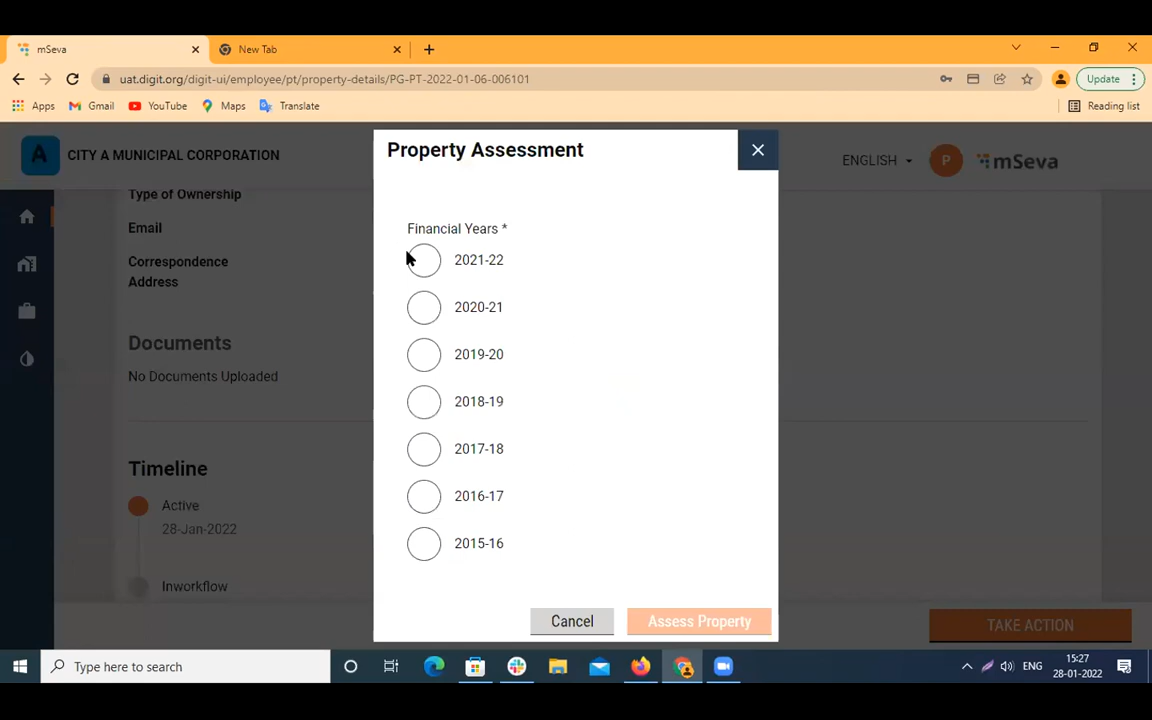 mSeva
New Tab
uat.digit.org/digit-ui/employee/pt/property-details/PG-PT-2022-01-06-006101
Update
Apps
Gmail
YouTube
Maps
Translate
Reading list
A
CITY A MUNICIPAL CORPORATION
ENGLISH
P
mSeva
Property Assessment
Type of Ownership
Email
Correspondence
Address
Documents
No Documents Uploaded
Timeline
Active
28-Jan-2022
Inworkflow
Financial Years *
2021-22
2020-21
2019-20
2018-19
2017-18
2016-17
2015-16
Cancel
Assess Property
TAKE ACTION
Type here to search
ENG
15:27
28-01-2022